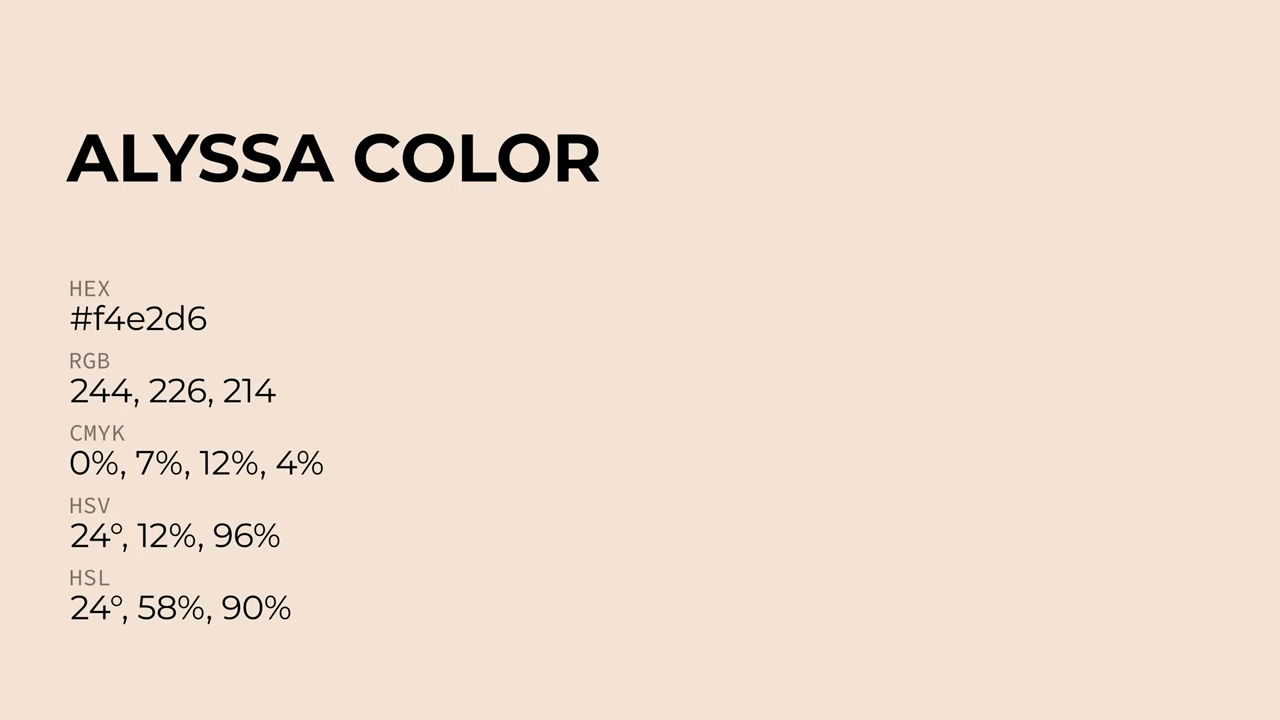 ALYSSA COLOR
HEX
#f4e2d6
RGB
244, 226, 214
CMYK
0%, 7%, 12%, 4%
HSV
24°, 12%, 96%
HSL
24°, 58%, 90%